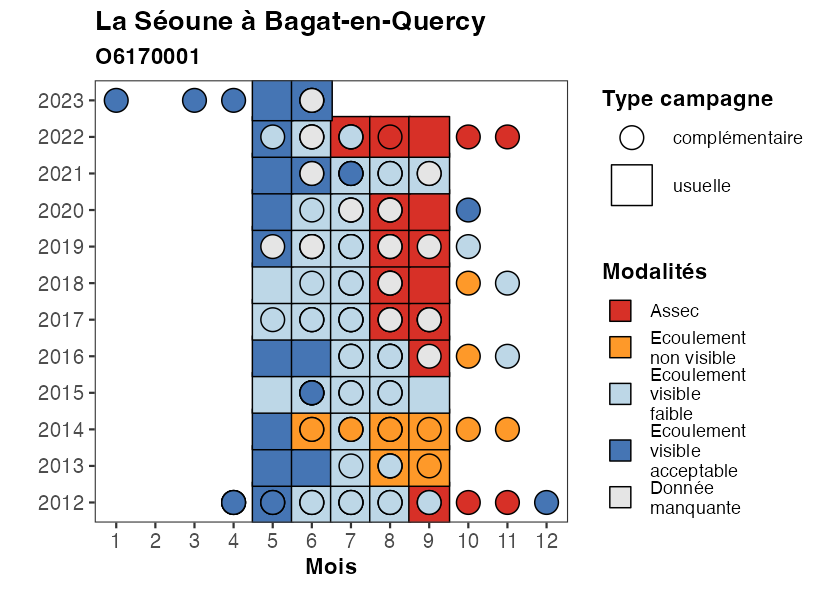 La Séoune à Bagat-en-Quercy
O6170001
2023
2022
2021
2020
2019
2018
2017
2016
2015
2014
2013
2012
1 2 3 4 5 6 7 8 9 10 11 12
Mois
Type campagne
complémentaire
usuelle
Modalités
Assec
Ecoulement
non visible
Ecoulement
visible
faible
Ecoulement
visible
acceptable
Donnée
manquante